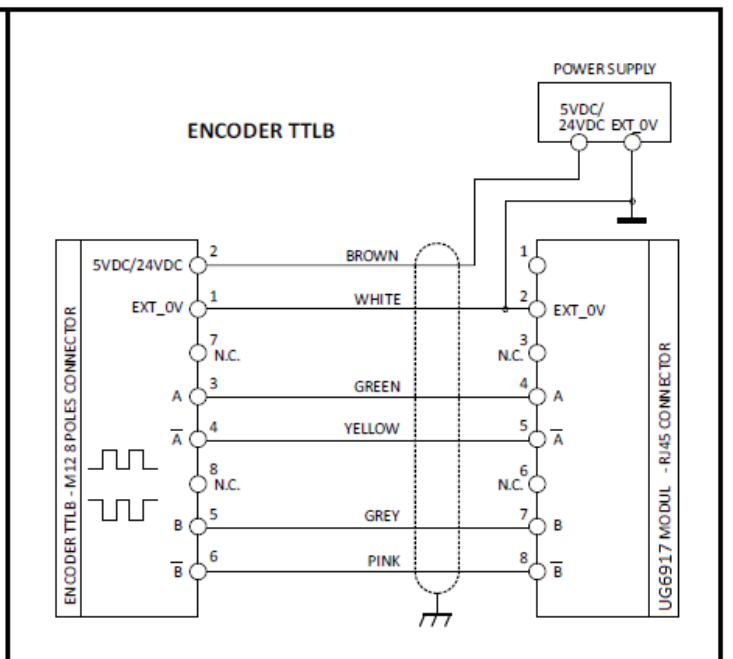 POWER SUPPLY
5VDC/
24VDC EXT_0V
ENCODER TTLB
5VDC/24VDC 2 BROWN 1
EXT_0V 1 WHITE 2 EXT_0V
7 N.C. N.C. 3
A 3 GREEN 4 A
A̅ 4 YELLOW 5 A̅
8 N.C. N.C. 6
B 5 GREY 7 B
B̅ 6 PINK 8 B̅
ENCODER TTLB - M12 8 POLES CONNECTOR
UG6917 MODUL - RJ45 CONNECTOR